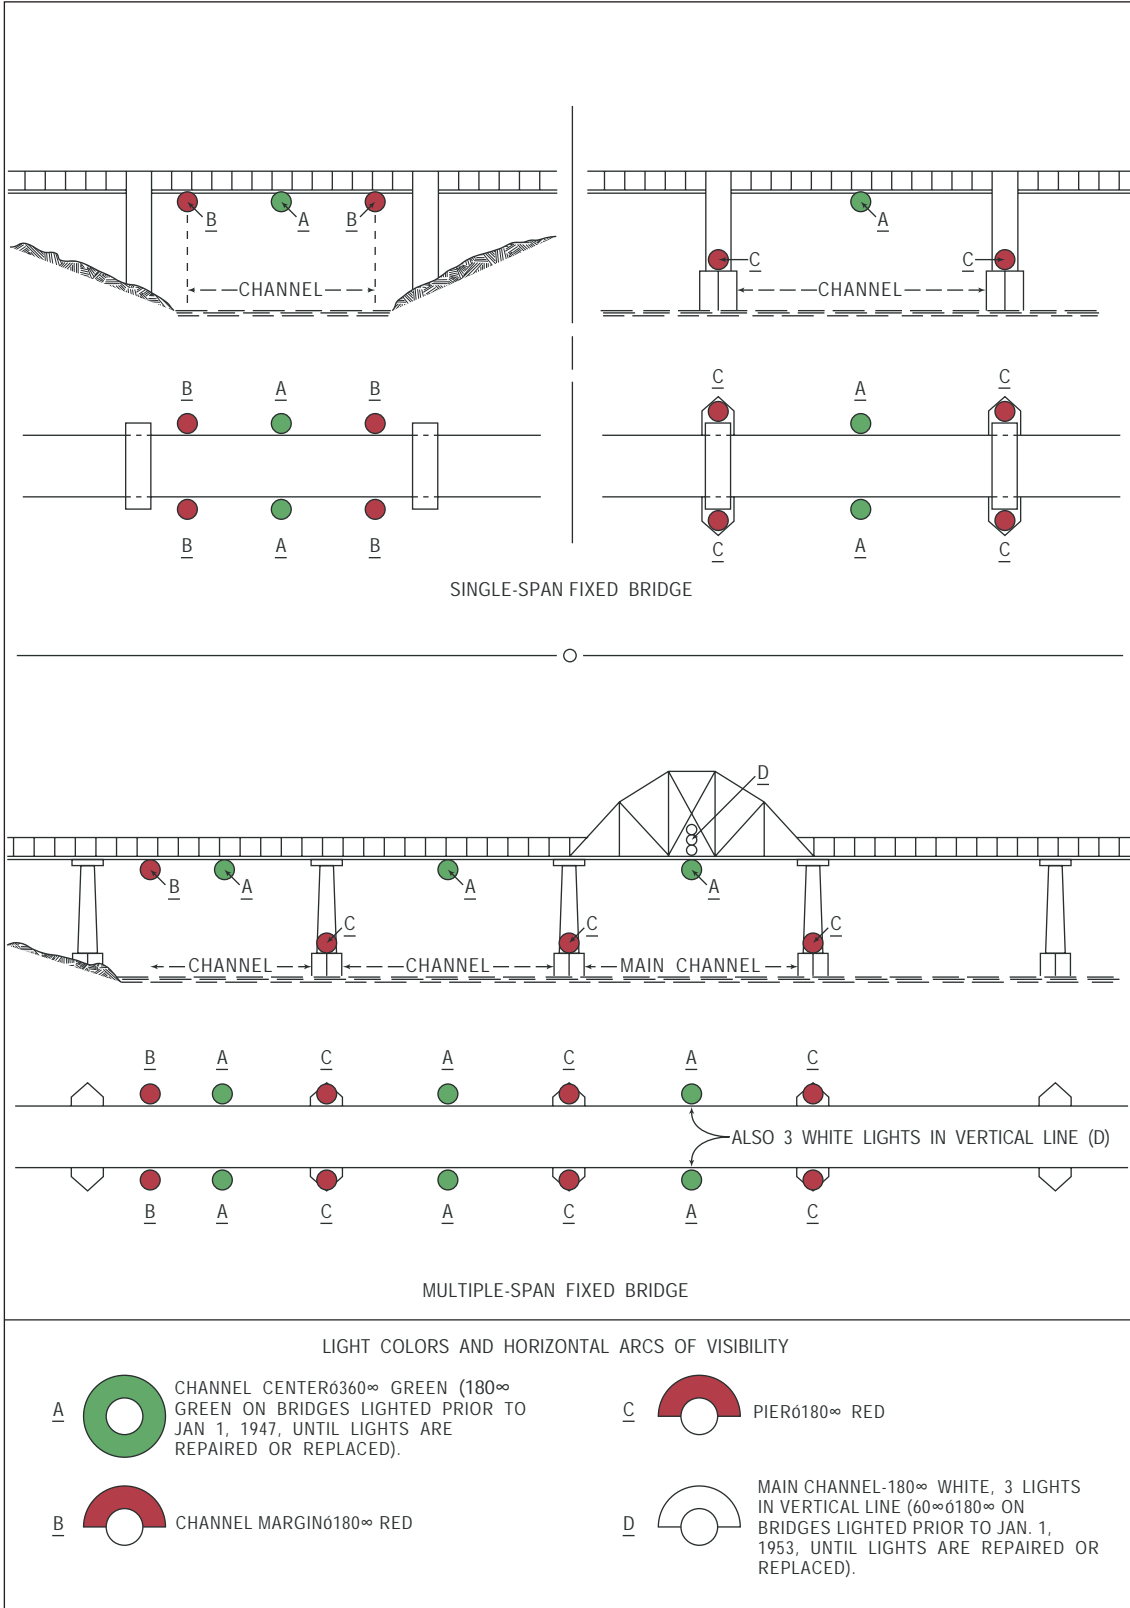 B A B A
C C
CHANNEL CHANNEL
B A B C A C
B A B C A C
SINGLE-SPAN FIXED BRIDGE
D
B A A A
C C C
CHANNEL CHANNEL MAIN CHANNEL
B A C A C A C
ALSO 3 WHITE LIGHTS IN VERTICAL LINE (D)
B A C A C A C
MULTIPLE-SPAN FIXED BRIDGE
LIGHT COLORS AND HORIZONTAL ARCS OF VISIBILITY
A
CHANNEL CENTERó360∞ GREEN (180∞
GREEN ON BRIDGES LIGHTED PRIOR TO
JAN 1, 1947, UNTIL LIGHTS ARE
REPAIRED OR REPLACED).
B
CHANNEL MARGINó180∞ RED
C
PIERó180∞ RED
D
MAIN CHANNEL-180∞ WHITE, 3 LIGHTS
IN VERTICAL LINE (60∞ó180∞ ON
BRIDGES LIGHTED PRIOR TO JAN. 1,
1953, UNTIL LIGHTS ARE REPAIRED OR
REPLACED).